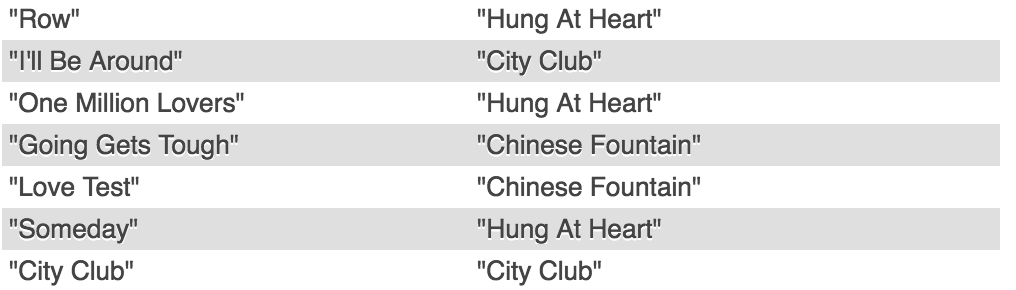 "Row" "Hung At Heart"
"I'll Be Around" "City Club"
"One Million Lovers" "Hung At Heart"
"Going Gets Tough" "Chinese Fountain"
"Love Test" "Chinese Fountain"
"Someday" "Hung At Heart"
"City Club" "City Club"